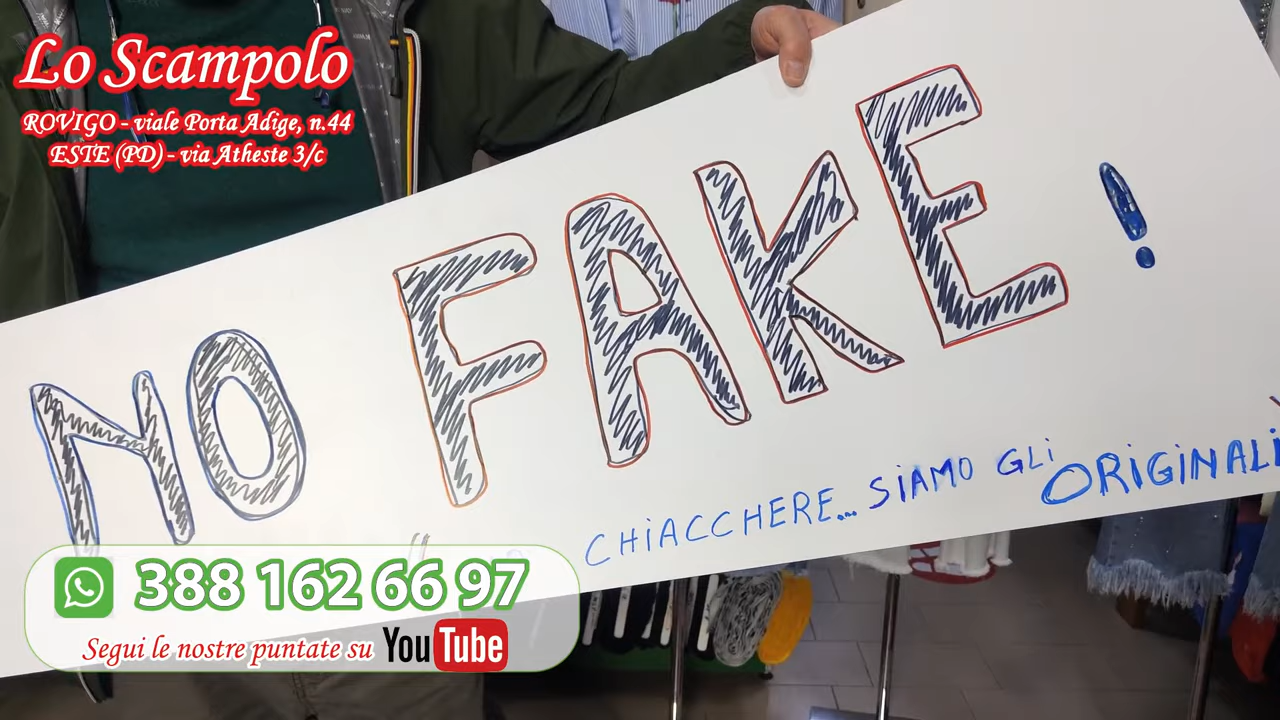 Lo Scampolo
ROVIGO - viale Porta Adige, n.44
ESTE (PD) - via Atheste 3/c
NO FAKE!
CHiACCHERE... SiAMO GLi ORiGiNALi
388 162 66 97
Segui le nostre puntate su YouTube